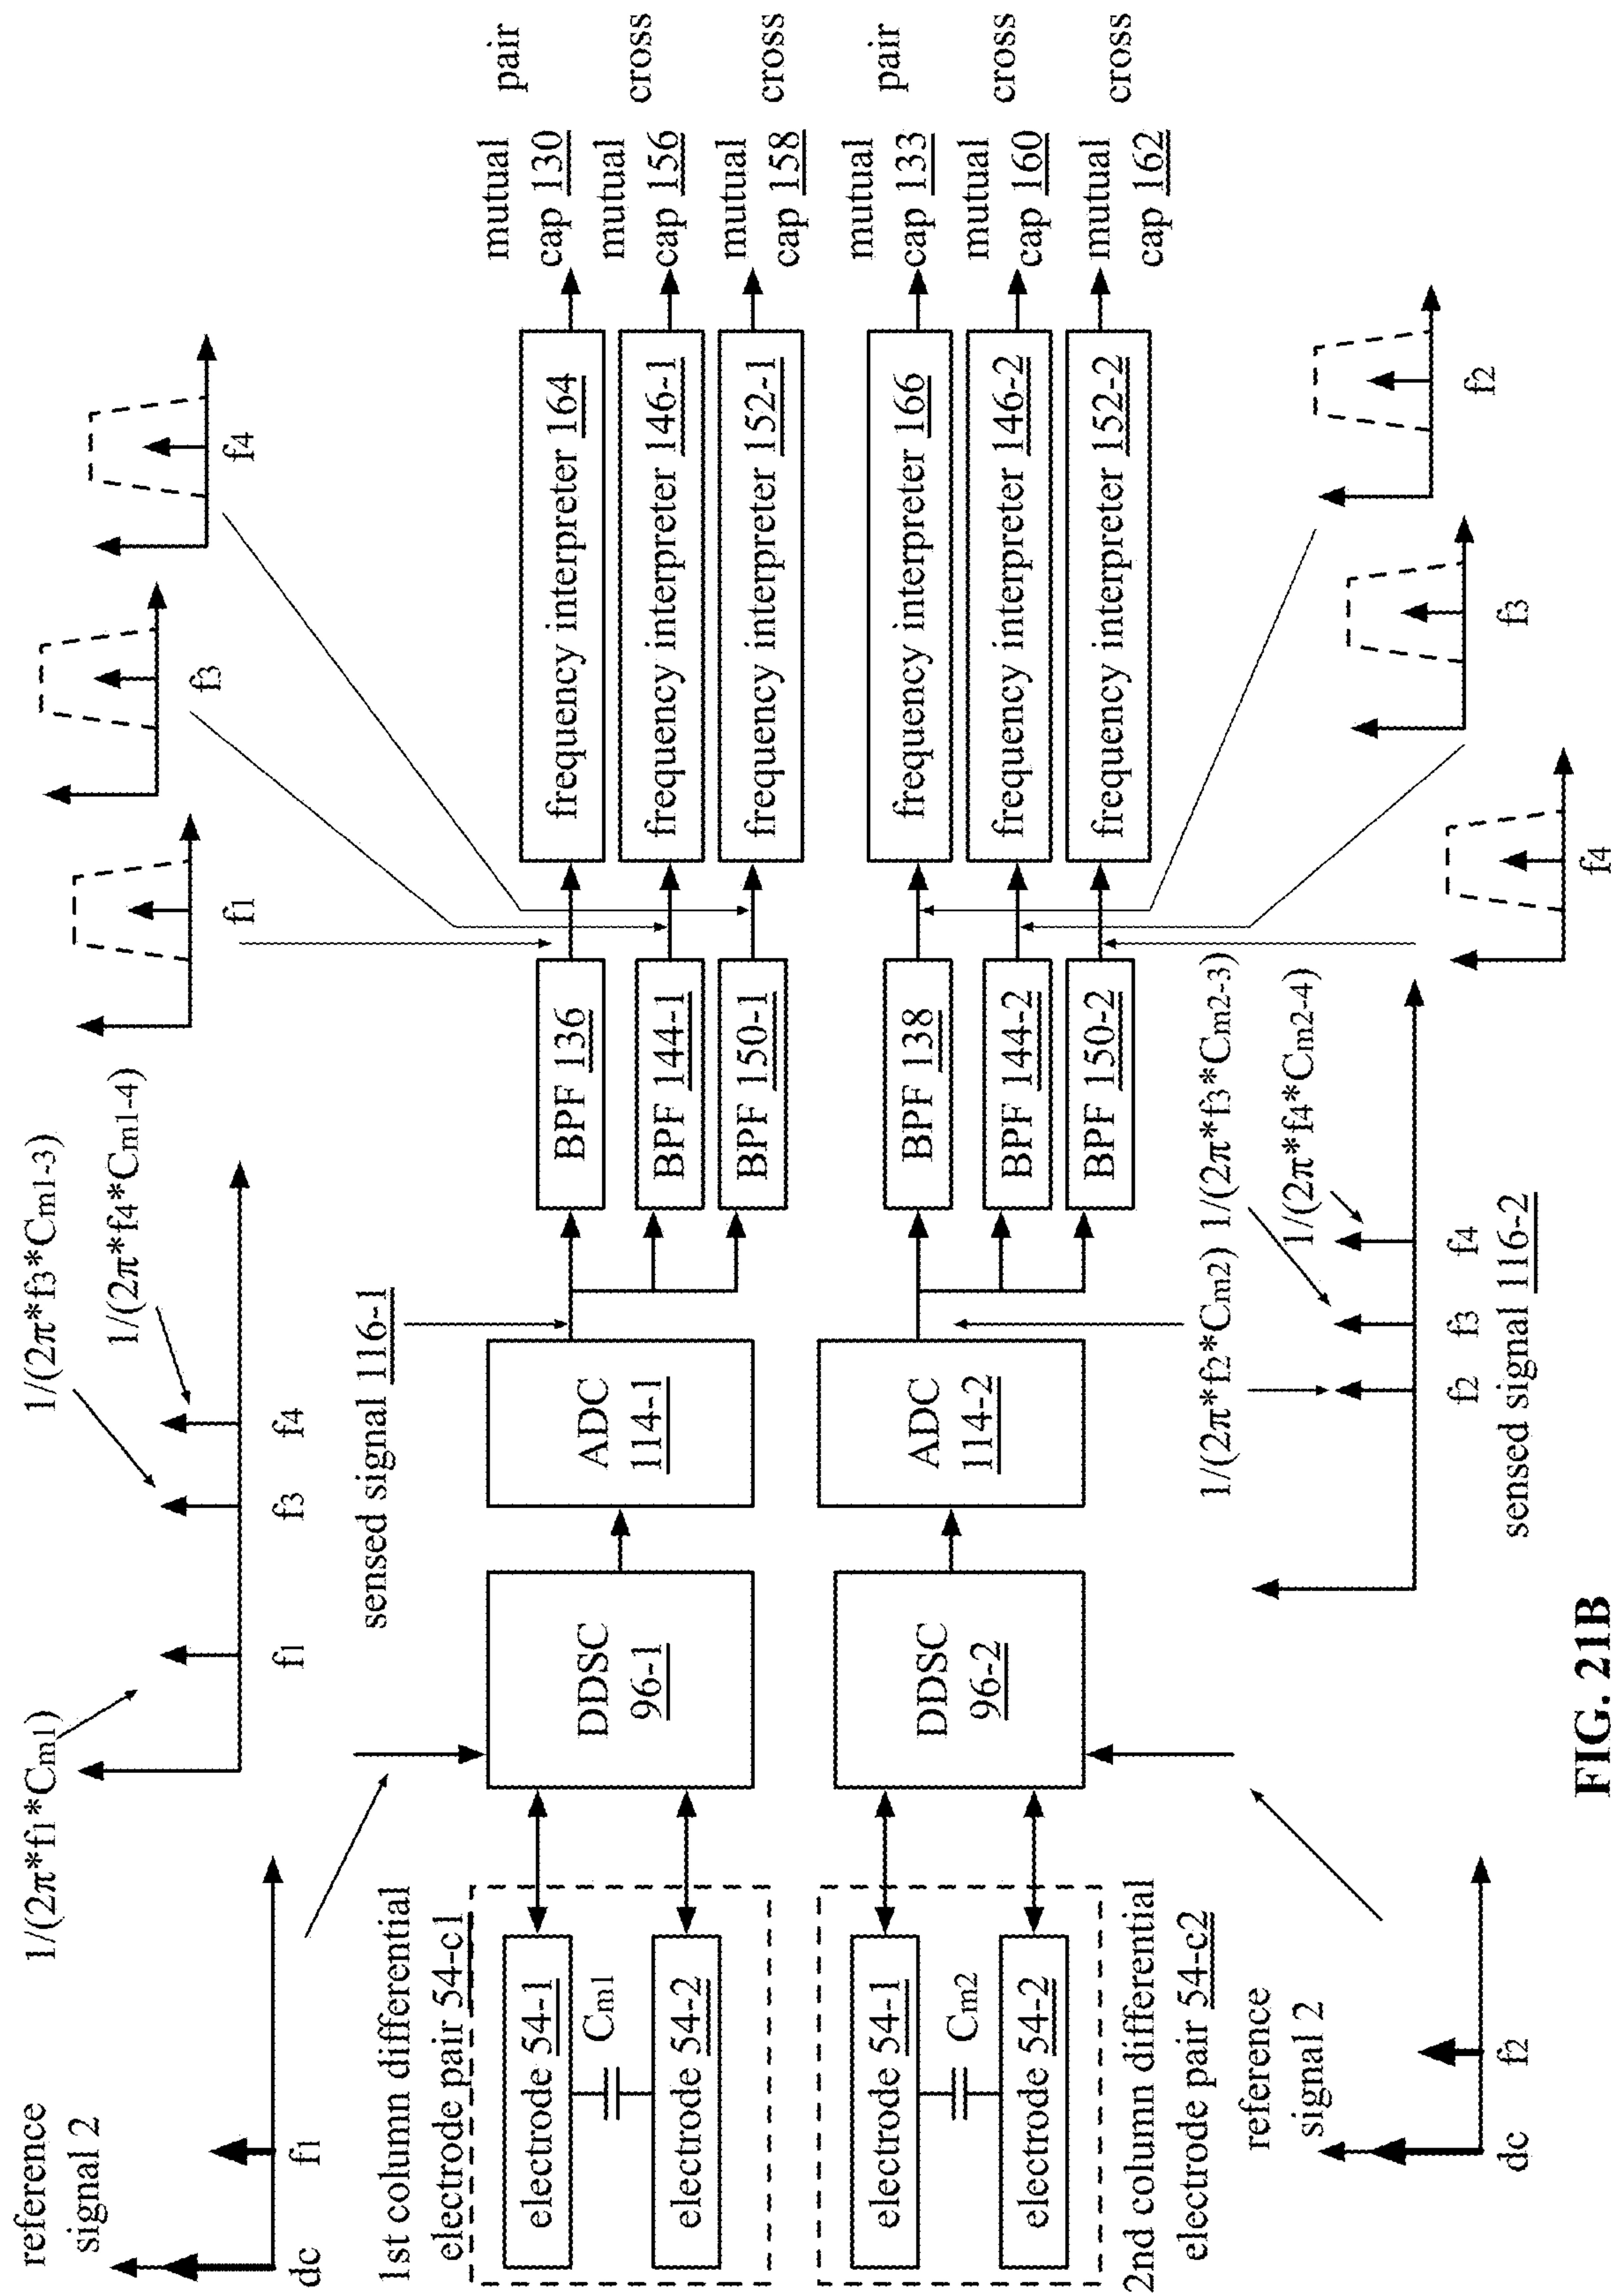 reference
signal 2
dc
f1
1/(2π*f1*Cm1)
1/(2π*f3*Cm1-3)
1/(2π*f4*Cm1-4)
f1
f3
f4
f1
f3
f4
1st column differential
electrode pair 54-c1
electrode 54-1
Cm1
electrode 54-2
DDSC
96-1
sensed signal 116-1
ADC
114-1
BPF 136
BPF 144-1
BPF 150-1
frequency interpreter 164
frequency interpreter 146-1
frequency interpreter 152-1
mutual pair
cap 130
mutual cross
cap 156
mutual cross
cap 158
electrode 54-1
Cm2
electrode 54-2
2nd column differential
electrode pair 54-c2
DDSC
96-2
ADC
114-2
BPF 138
BPF 144-2
BPF 150-2
frequency interpreter 166
frequency interpreter 146-2
frequency interpreter 152-2
mutual pair
cap 133
mutual cross
cap 160
mutual cross
cap 162
reference
signal 2
dc
f2
1/(2π*f2*Cm2)
1/(2π*f3*Cm2-3)
1/(2π*f4*Cm2-4)
f2
f3
f4
sensed signal 116-2
f4
f3
f2
FIG. 21B